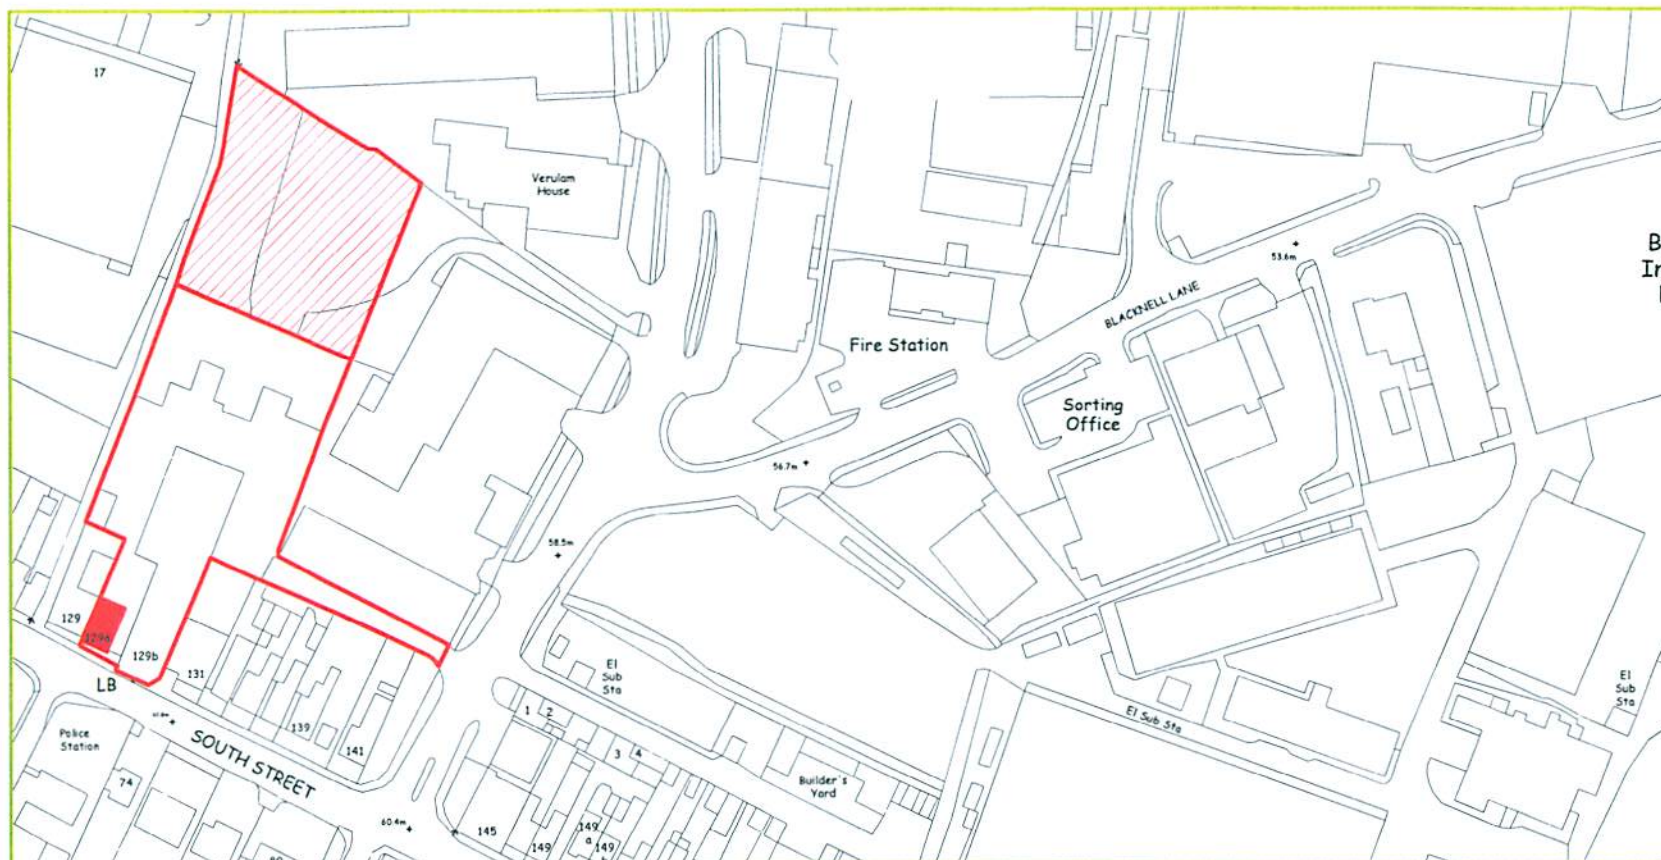 17
Verulam
House
53.6m
BLACKNELL LANE
Fire Station
Sorting
Office
56.7m
58.5m
129
129a
129b
131
LB
139
141
SOUTH STREET
Police
Station
74
60.4m
El
Sub
Sta
1
2
3
4
145
149
149
a
149
Builder's
Yard
El Sub Sta
El
Sub
Sta
B